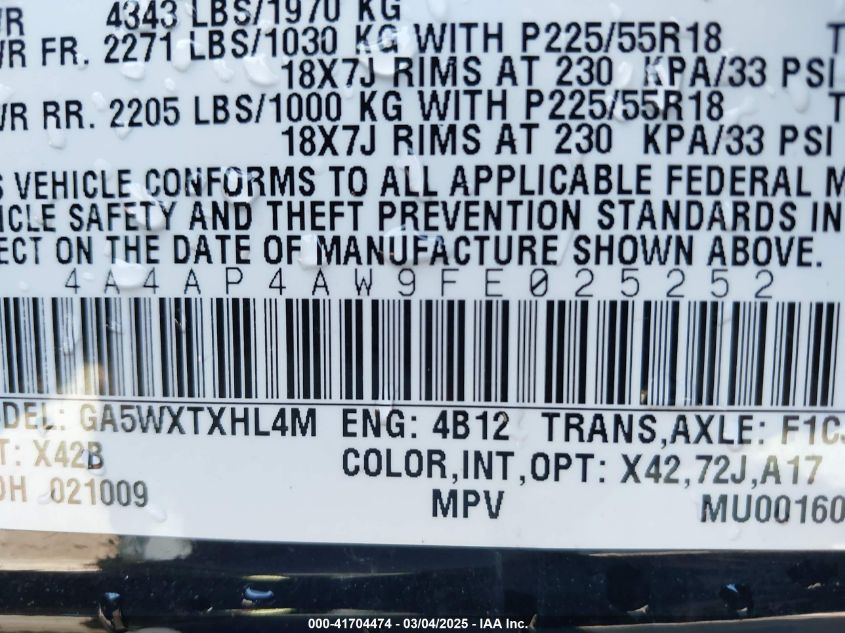 WR 4343 LBS/1970 KG
WR FR. 2271 LBS/1030 KG WITH P225/55R18 T
18X7J RIMS AT 230 KPA/33 PSI
WR RR. 2205 LBS/1000 KG WITH P225/55R18 T
18X7J RIMS AT 230 KPA/33 PSI
S VEHICLE CONFORMS TO ALL APPLICABLE FEDERAL M
ICLE SAFETY AND THEFT PREVENTION STANDARDS IN
ECT ON THE DATE OF MANUFACTURE SHOWN ABOVE.
4A4AP4AW9FE025252
DEL: GA5WXTXHL4M ENG: 4B12 TRANS,AXLE: F1CJ
T: X42B COLOR,INT,OPT: X42,72J,A17
DH 021009 MPV MU00160
000-41704474 - 03/04/2025 - IAA Inc.